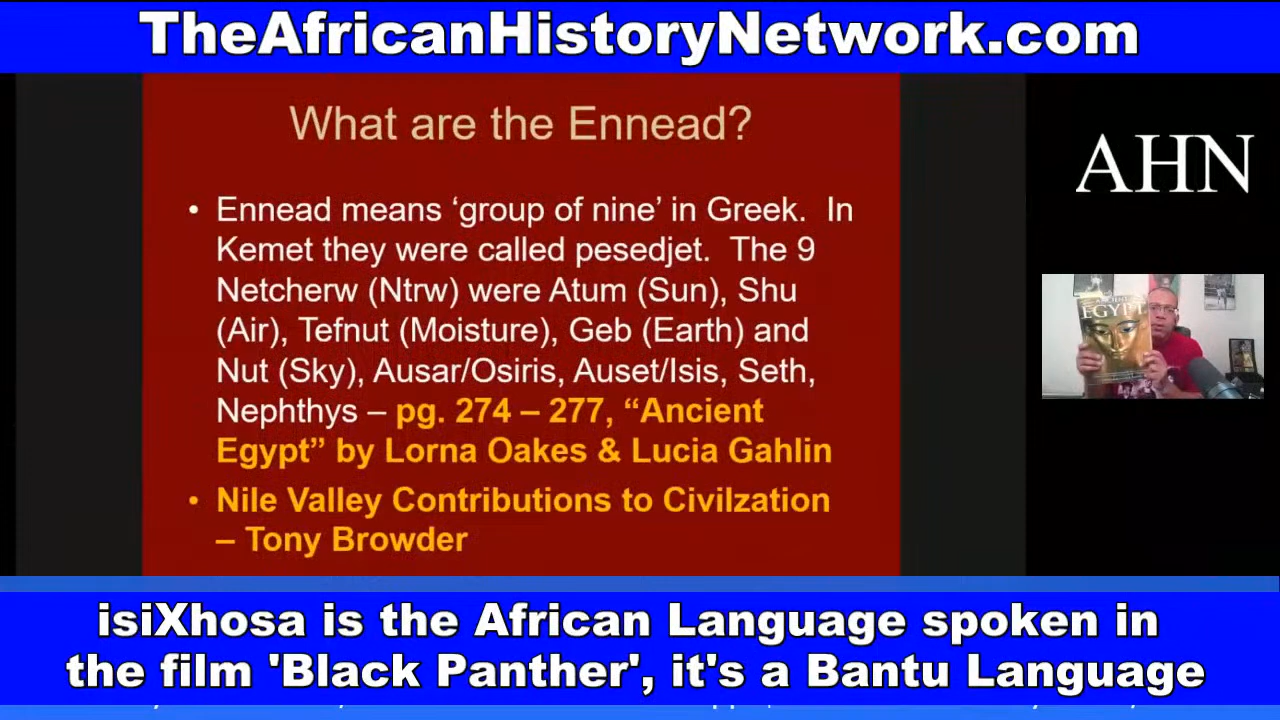 TheAfricanHistoryNetwork.com
What are the Ennead?
• Ennead means ‘group of nine’ in Greek. In
Kemet they were called pesedjet. The 9
Netcherw (Ntrw) were Atum (Sun), Shu
(Air), Tefnut (Moisture), Geb (Earth) and
Nut (Sky), Ausar/Osiris, Auset/Isis, Seth,
Nephthys – pg. 274 – 277, “Ancient
Egypt” by Lorna Oakes & Lucia Gahlin
• Nile Valley Contributions to Civilzation
– Tony Browder
AHN
EGYPT
isiXhosa is the African Language spoken in
the film 'Black Panther', it's a Bantu Language